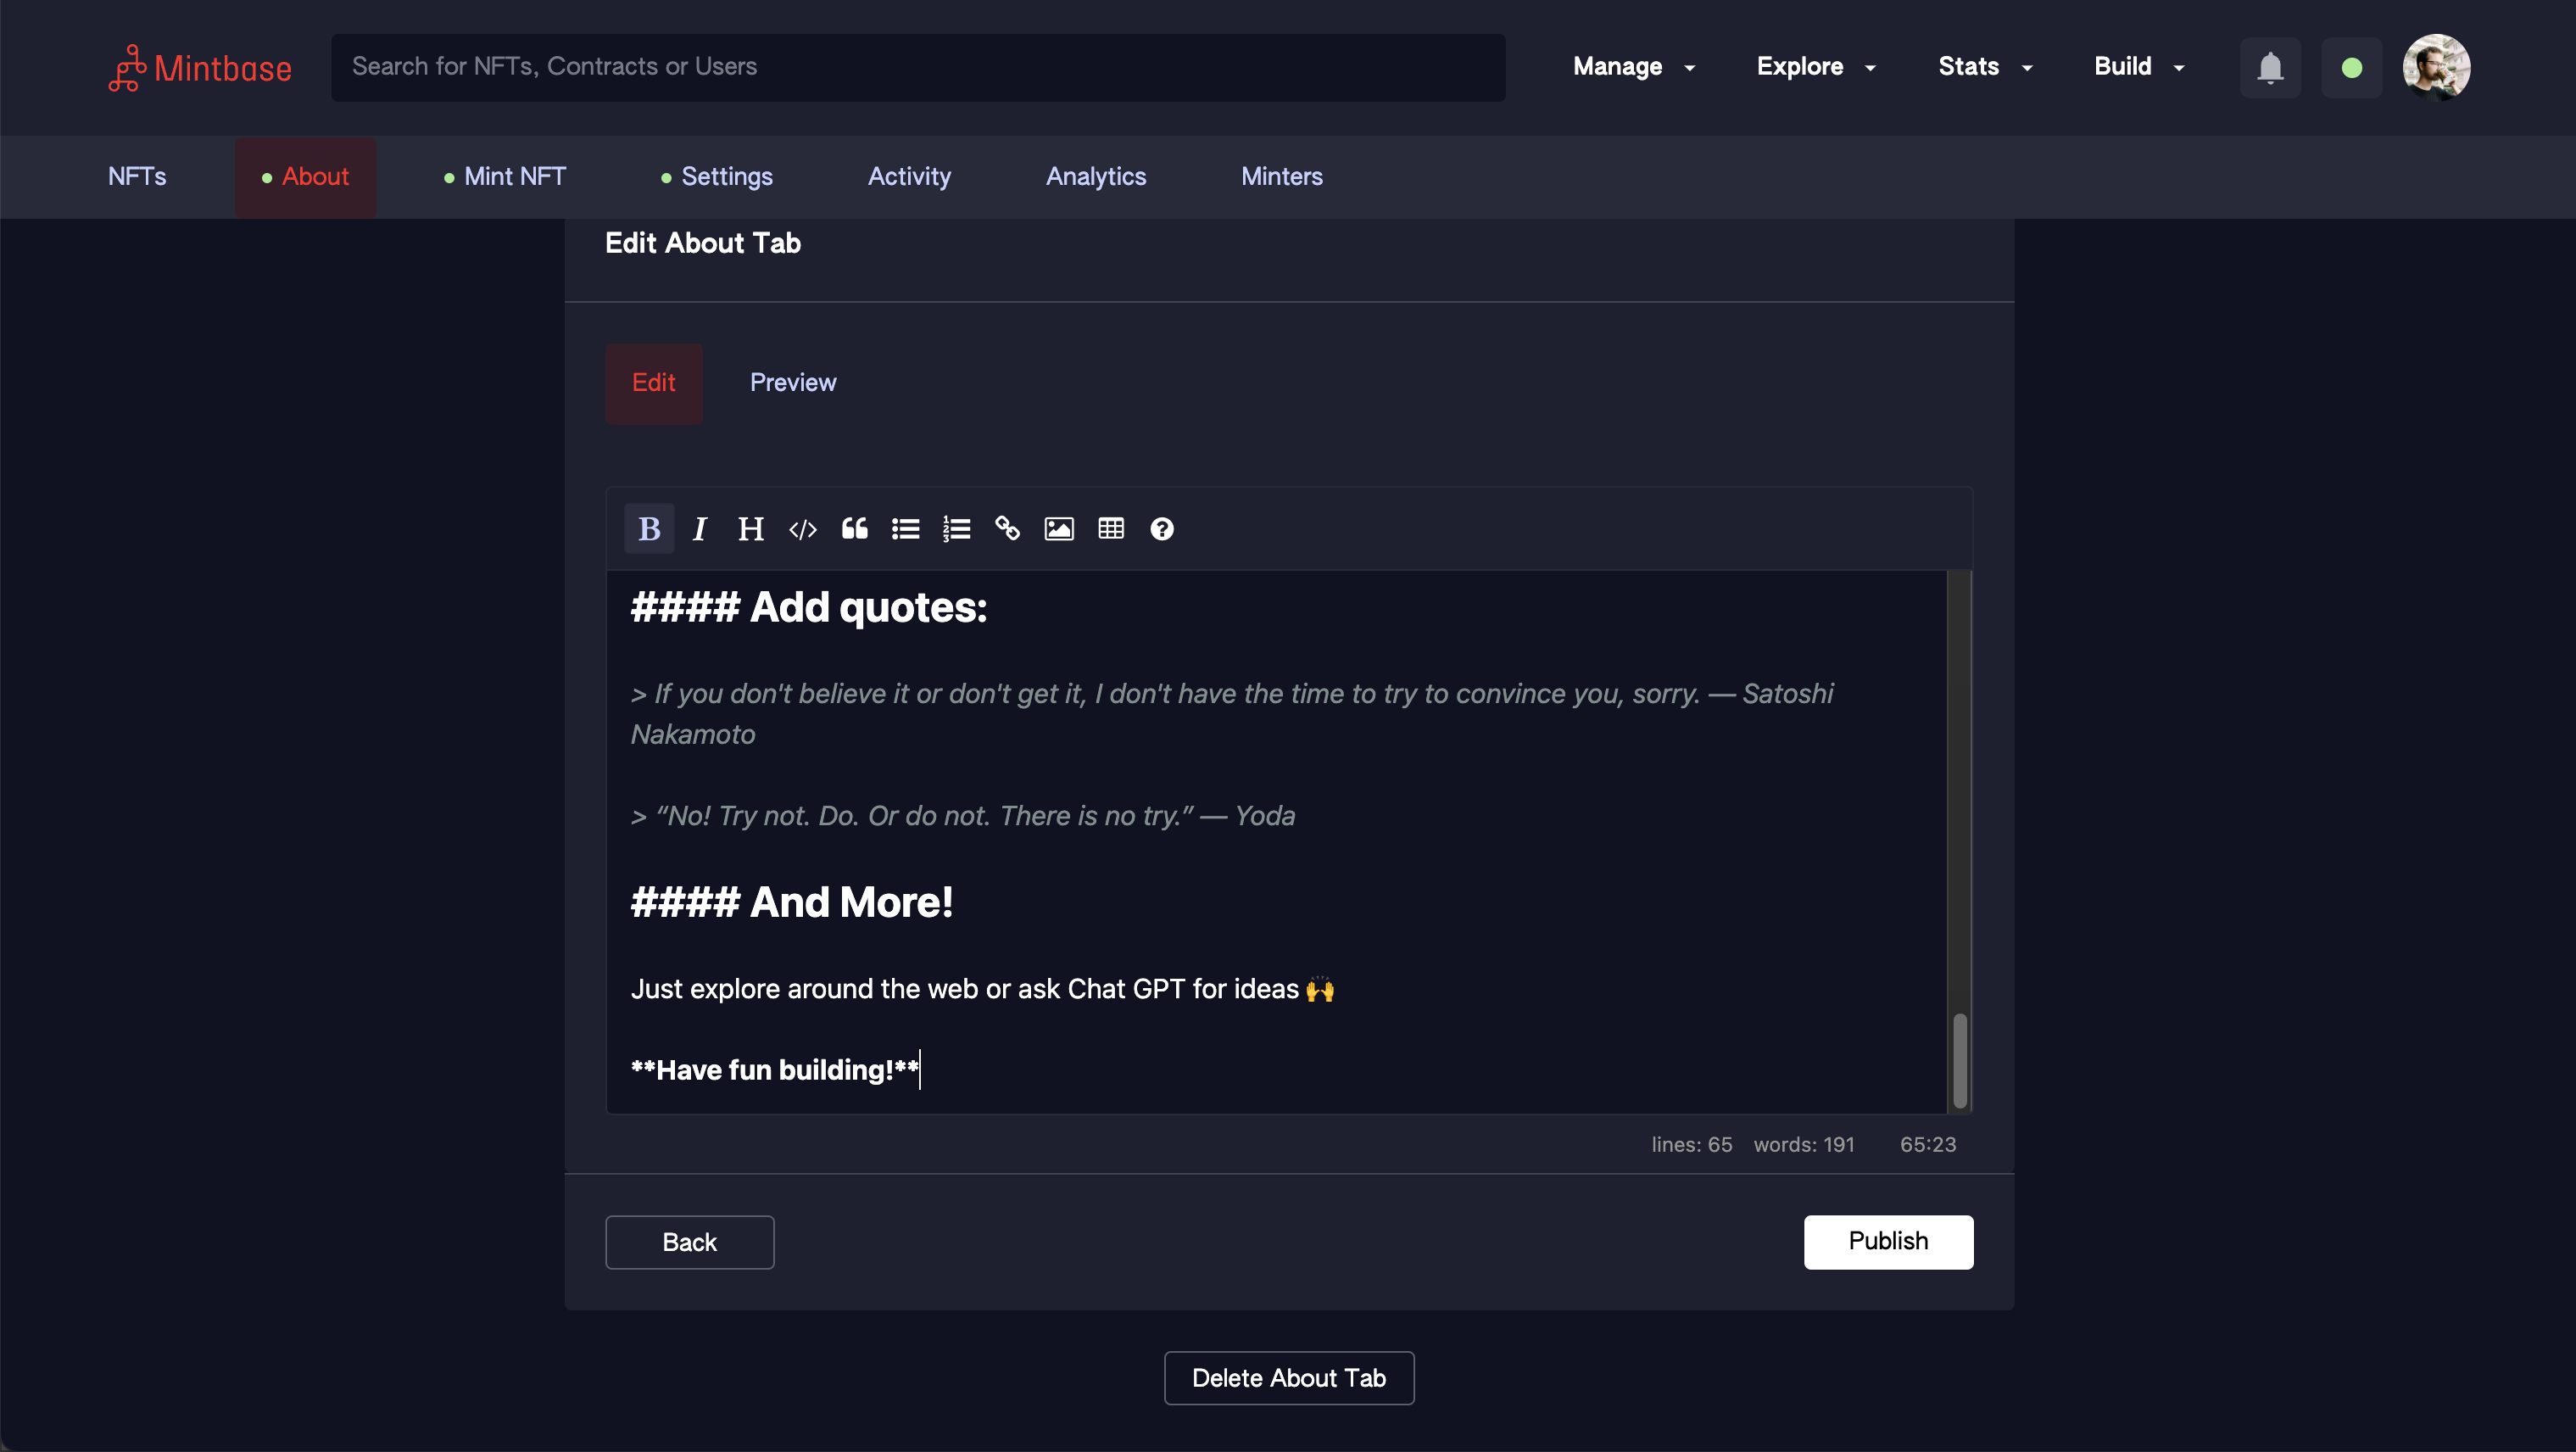 Mintbase
Search for NFTs, Contracts or Users
Manage
Explore
Stats
Build
NFTs
About
Mint NFT
Settings
Activity
Analytics
Minters
Edit About Tab
Edit
Preview
B I H </>
#### Add quotes:
> If you don't believe it or don't get it, I don't have the time to try to convince you, sorry. — Satoshi
Nakamoto
> “No! Try not. Do. Or do not. There is no try.” — Yoda
#### And More!
Just explore around the web or ask Chat GPT for ideas 🙌
**Have fun building!**
lines: 65 words: 191 65:23
Back
Publish
Delete About Tab